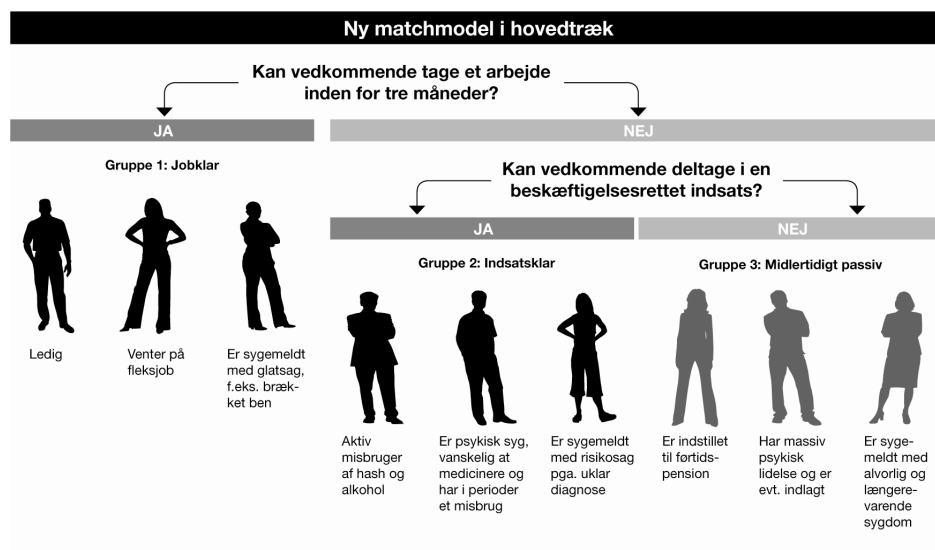 Ny matchmodel i hovedtræk
Kan vedkommende tage et arbejde
inden for tre måneder?
JA
NEJ
Gruppe 1: Jobklar
Kan vedkommende deltage i en
beskæftigelsesrettet indsats?
JA
NEJ
Gruppe 2: Indsatsklar
Gruppe 3: Midlertidigt passiv
Ledig
Venter på
fleksjob
Er sygemeldt
med glatsag,
f.eks. bræk-
ket ben
Aktiv
misbruger
af hash og
alkohol
Er psykisk syg,
vanskelig at
medicinere og
har i perioder
et misbrug
Er sygemeldt
med risikosag
pga. uklar
diagnose
Er indstillet
til førtids-
pension
Har massiv
psykisk
lidelse og er
evt. indlagt
Er syge-
meldt med
alvorlig og
længere-
varende
sygdom